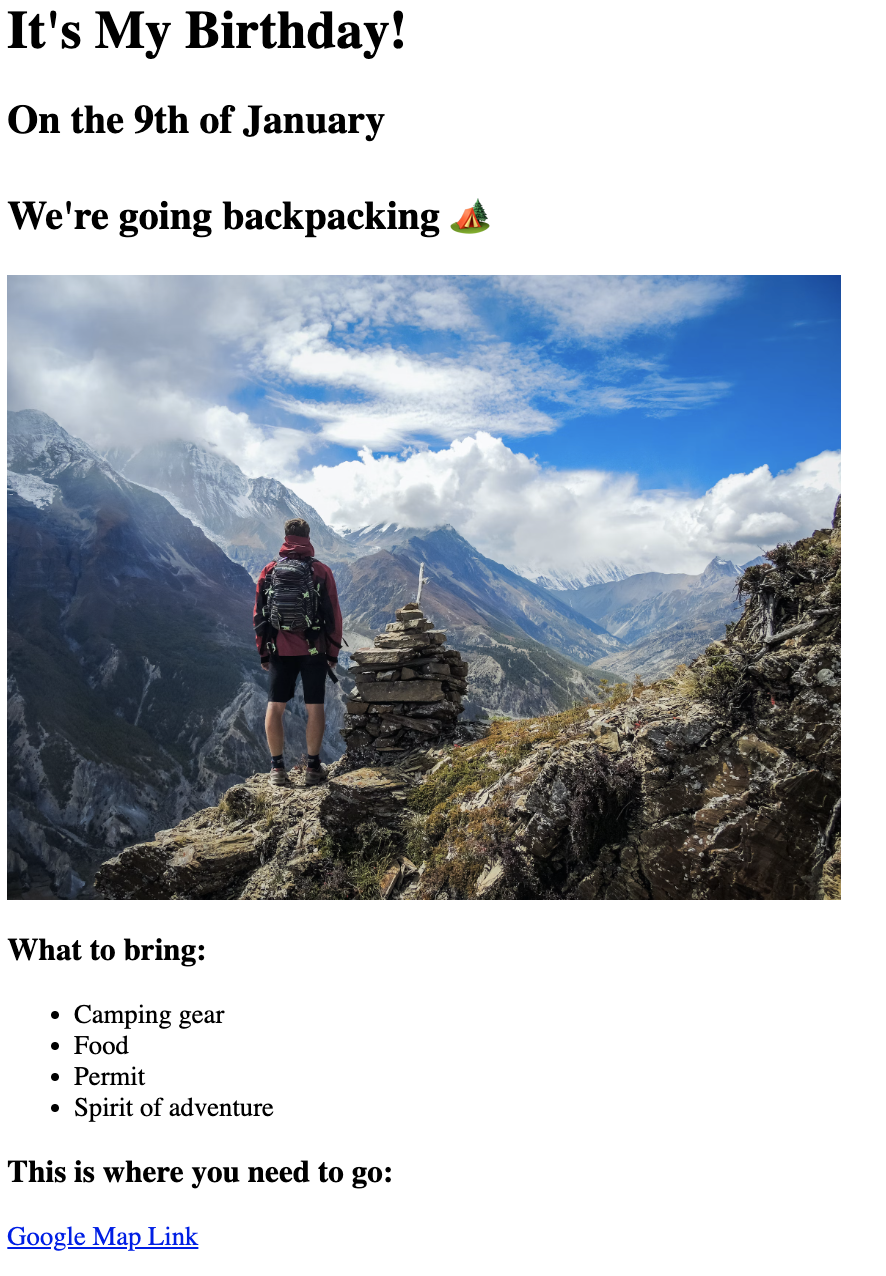 It's My Birthday!
On the 9th of January
We're going backpacking 🏕️
What to bring:
• Camping gear
• Food
• Permit
• Spirit of adventure
This is where you need to go:
Google Map Link